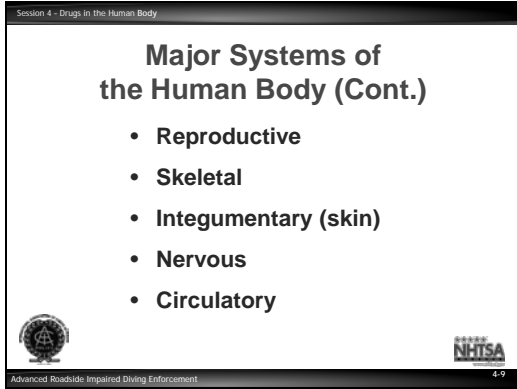 Session 4 - Drugs in the Human Body
Major Systems of
the Human Body (Cont.)
• Reproductive
• Skeletal
• Integumentary (skin)
• Nervous
• Circulatory
NHTSA
Advanced Roadside Impaired Diving Enforcement
4-9